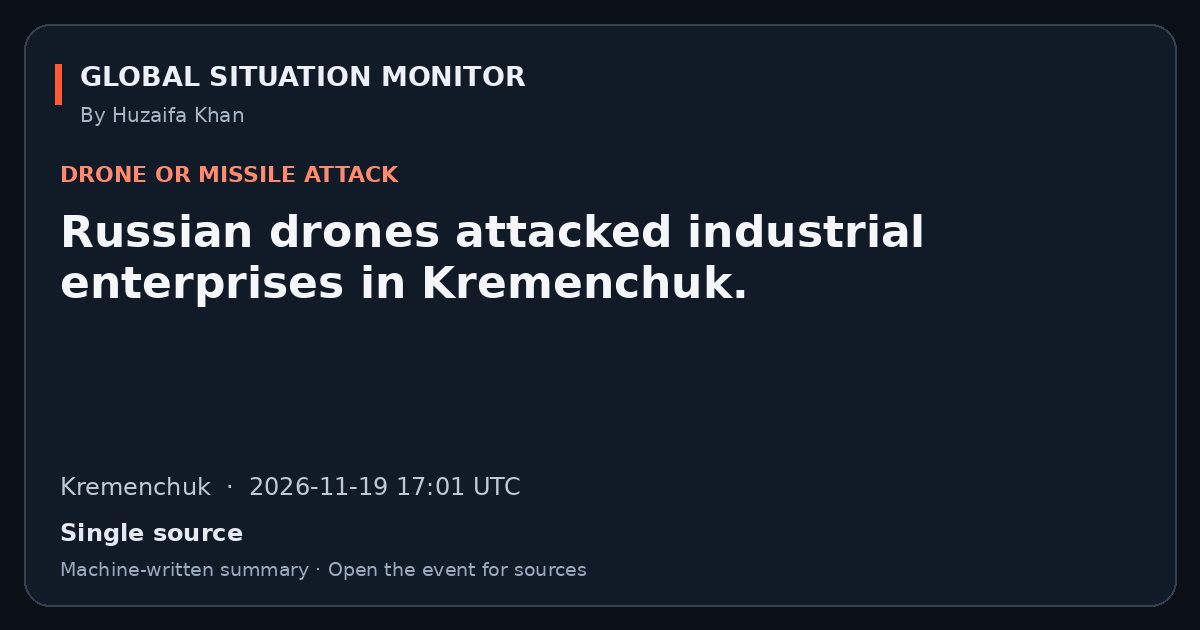 GLOBAL SITUATION MONITOR
By Huzaifa Khan
DRONE OR MISSILE ATTACK
Russian drones attacked industrial
enterprises in Kremenchuk.
Kremenchuk · 2026-11-19 17:01 UTC
Single source
Machine-written summary · Open the event for sources